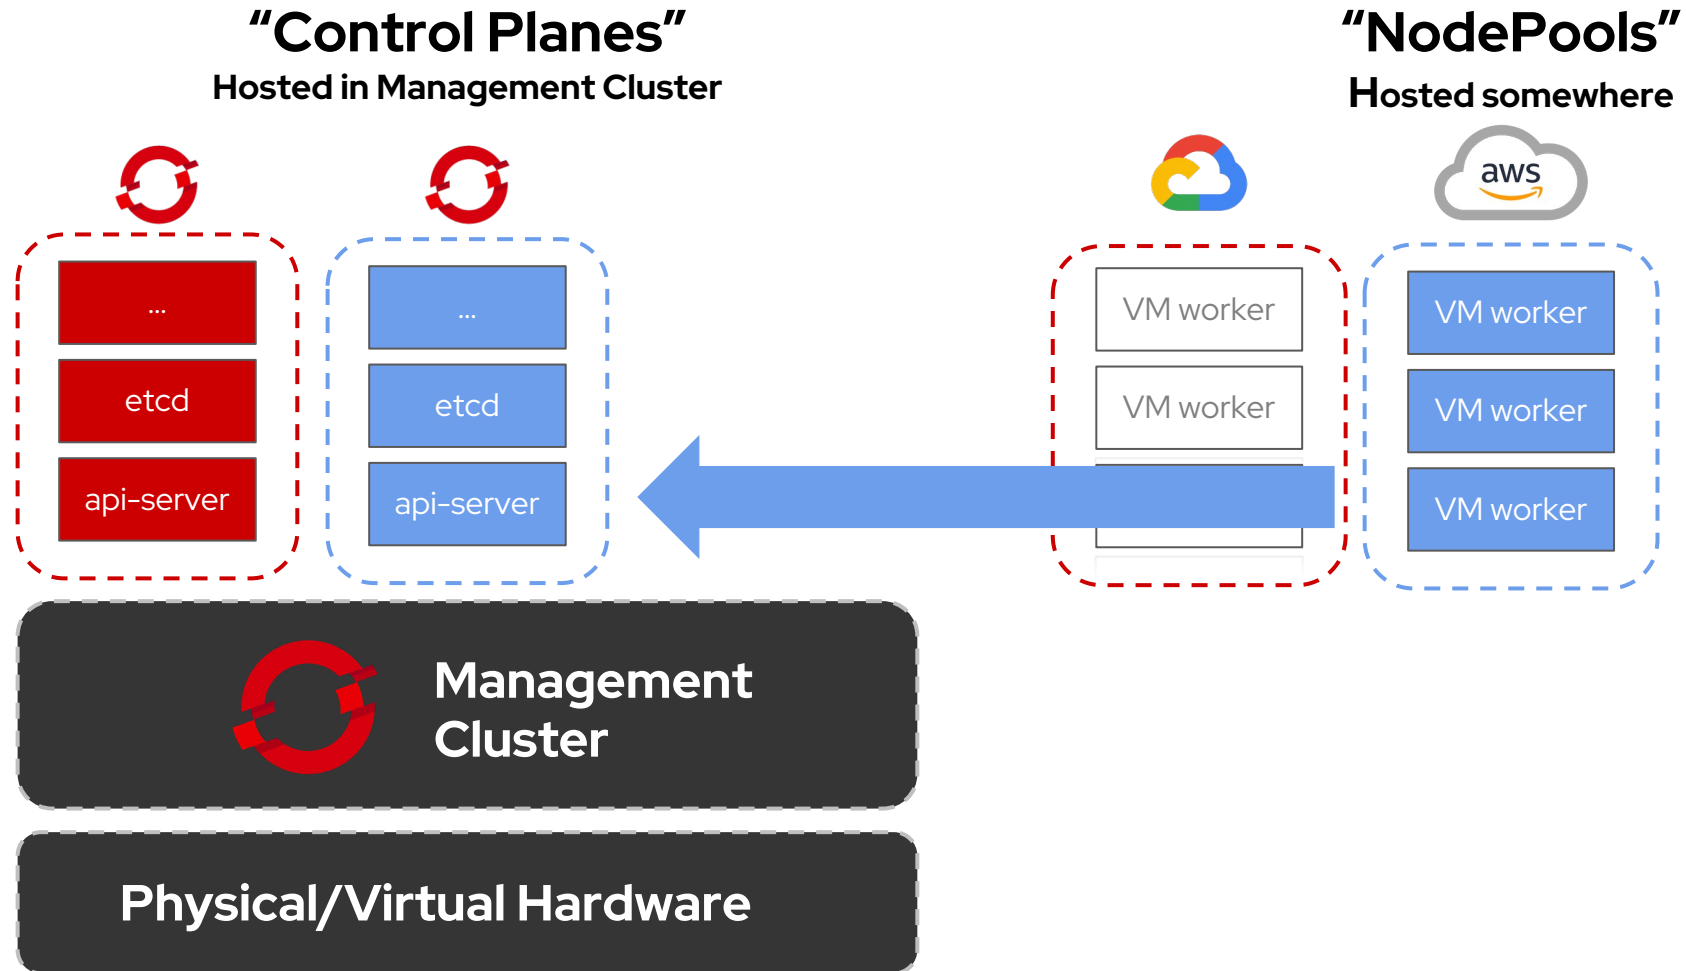 “Control Planes”
Hosted in Management Cluster
“NodePools”
Hosted somewhere
aws
...
etcd
api-server
...
etcd
api-server
VM worker
VM worker
VM worker
VM worker
VM worker
Management
Cluster
Physical/Virtual Hardware